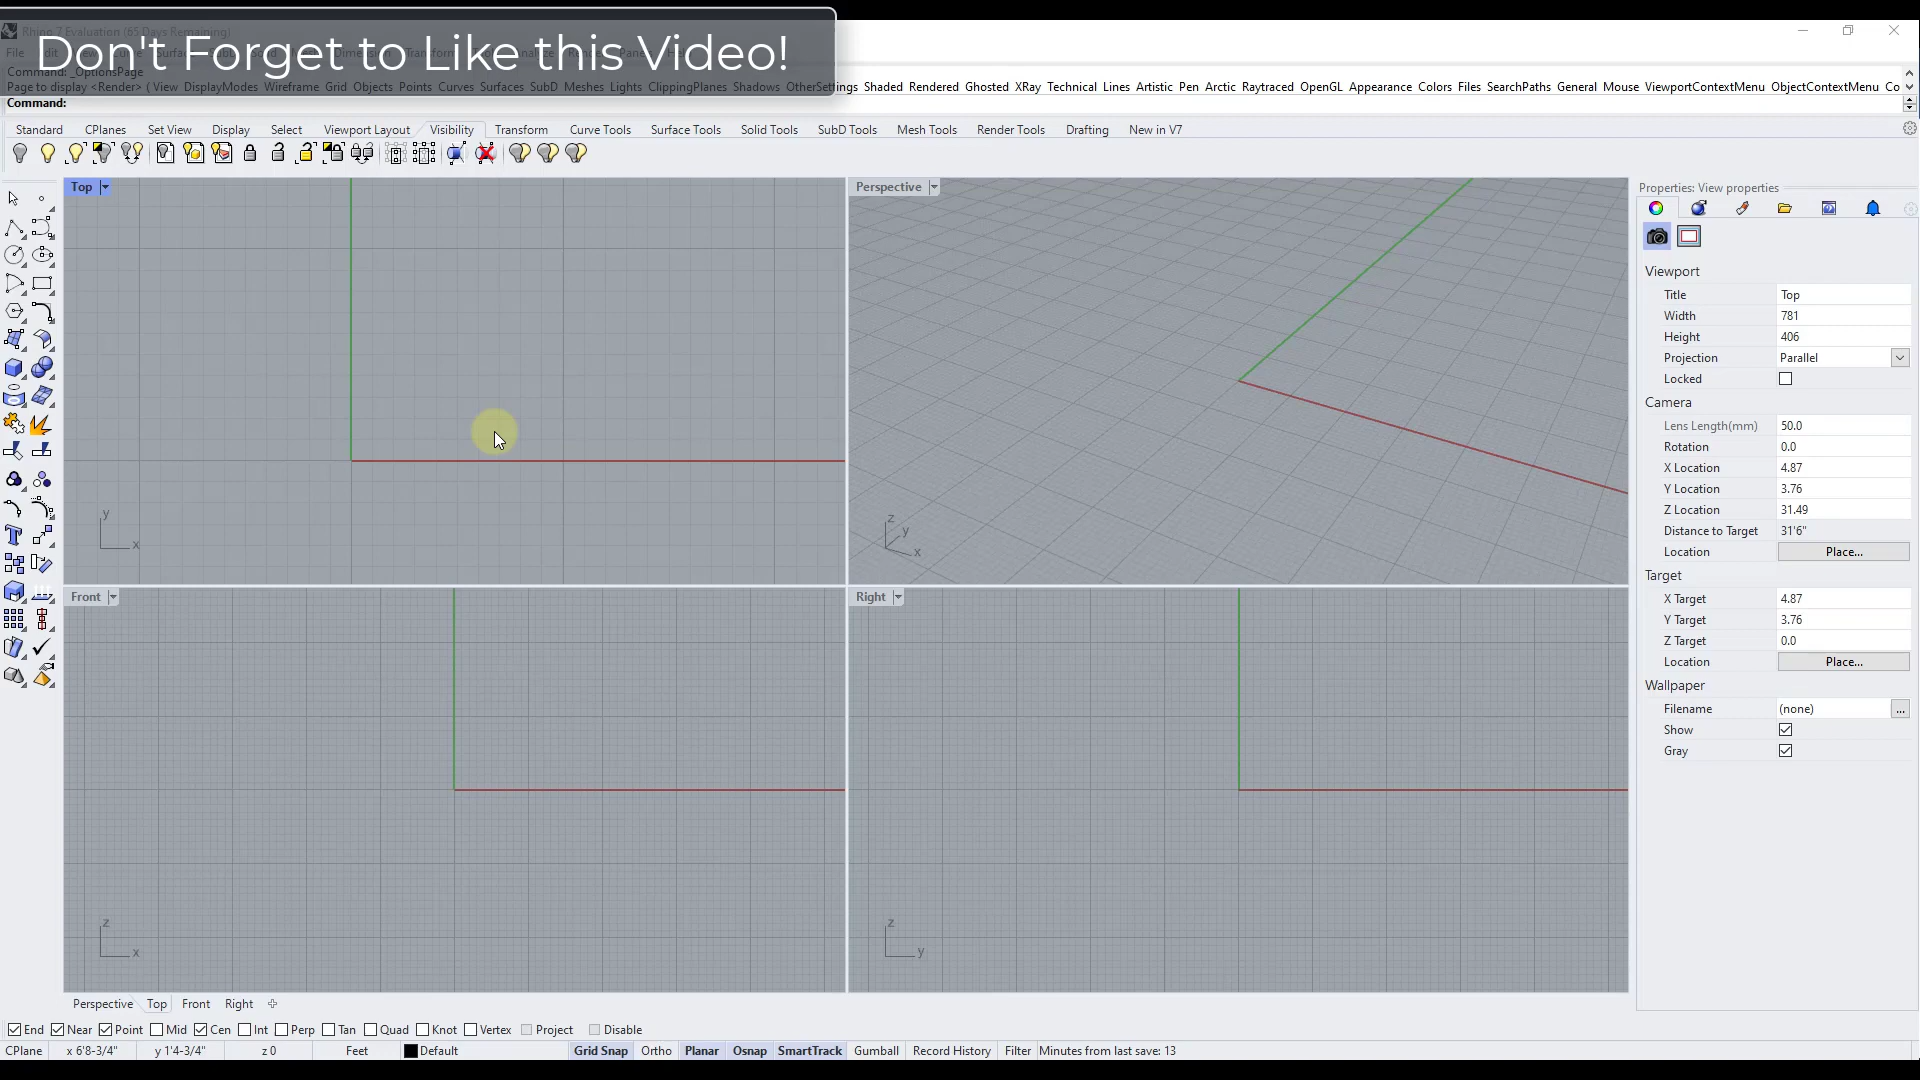 Don't Forget to Like this Video!
Rhino 7 Evaluation (65 Days Remaining)
Command: _OptionsPage
Page to display <Render> ( View DisplayModes Wireframe Grid Objects Points Curves Surfaces SubD Meshes Lights ClippingPlanes Shadows OtherSettings Shaded Rendered Ghosted XRay Technical Lines Artistic Pen Arctic Raytraced OpenGL Appearance Colors Files SearchPaths General Mouse ViewportContextMenu ObjectContextMenu Co
Command:
Standard CPlanes Set View Display Select Viewport Layout Visibility Transform Curve Tools Surface Tools Solid Tools SubD Tools Mesh Tools Render Tools Drafting New in V7
Top
y
x
Perspective
z
y
x
Front
z
x
Right
z
y
Properties: View properties
Viewport
Title Top
Width 781
Height 406
Projection Parallel
Locked
Camera
Lens Length(mm) 50.0
Rotation 0.0
X Location 4.87
Y Location 3.76
Z Location 31.49
Distance to Target 31'6"
Location Place...
Target
X Target 4.87
Y Target 3.76
Z Target 0.0
Location Place...
Wallpaper
Filename (none) ...
Show
Gray
Perspective Top Front Right
End Near Point Mid Cen Int Perp Tan Quad Knot Vertex Project Disable
CPlane x 6'8-3/4" y 1'4-3/4" z 0 Feet Default Grid Snap Ortho Planar Osnap SmartTrack Gumball Record History Filter Minutes from last save: 13